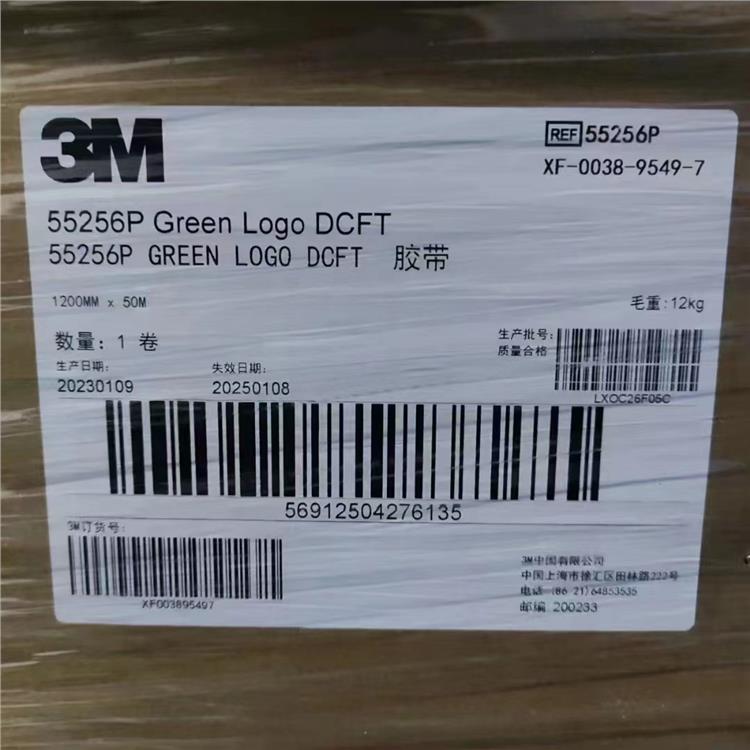 3M
REF 55256P
XF-0038-9549-7
55256P Green Logo DCFT
55256P GREEN LOGO DCFT 胶带
1200MM x 50M
毛重:12kg
数量: 1 卷
生产批号:
质量合格
生产日期:
失效日期:
20230109
20250108
LXOC26F05C
56912504276135
3M订货号:
XF003895497
3M中国有限公司
中国上海市徐汇区田林路222号
电话 (86 21)64853535
邮编 200233